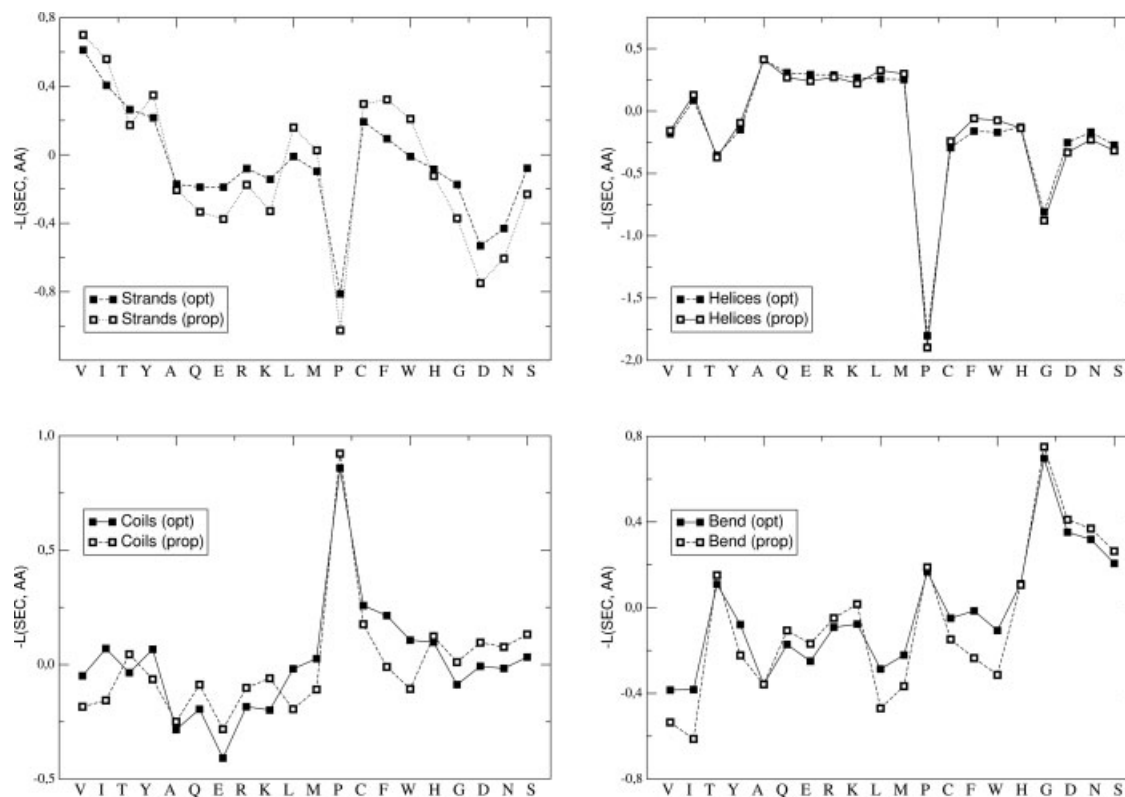 0,8
0,4
0
-0,4
-0,8
-L(SEC, AA)
Strands (opt)
Strands (prop)
V I T Y A Q E R K L M P C F W H G D N S
0,5
0,0
-0,5
-1,0
-1,5
-2,0
-L(SEC, AA)
Helices (opt)
Helices (prop)
V I T Y A Q E R K L M P C F W H G D N S
1,0
0,5
0,0
-0,5
-L(SEC, AA)
Coils (opt)
Coils (prop)
V I T Y A Q E R K L M P C F W H G D N S
0,8
0,4
0,0
-0,4
-0,8
-L(SEC, AA)
Bend (opt)
Bend (prop)
V I T Y A Q E R K L M P C F W H G D N S